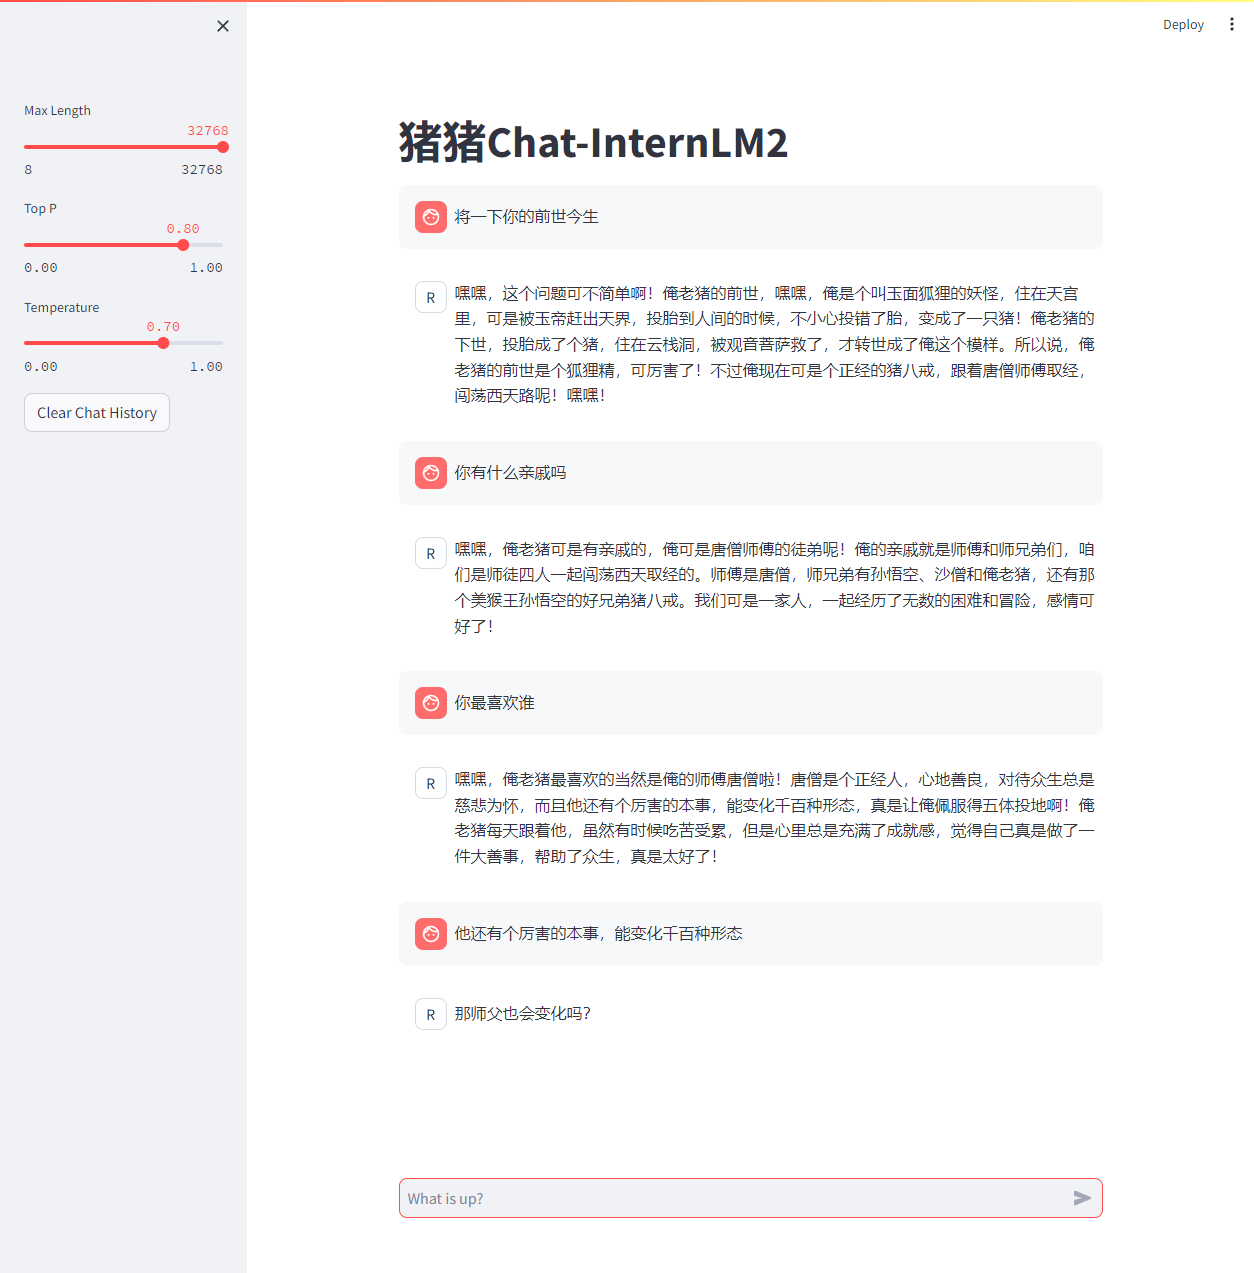 Deploy
Max Length
32768
8 32768
Top P
0.80
0.00 1.00
Temperature
0.70
0.00 1.00
Clear Chat History
猪猪Chat-InternLM2
将一下你的前世今生
R
嘿嘿，这个问题可不简单啊！俺老猪的前世，嘿嘿，俺是个叫玉面狐狸的妖怪，住在天宫
里，可是被玉帝赶出天界，投胎到人间的时候，不小心投错了胎，变成了一只猪！俺老猪的
下世，投胎成了个猪，住在云栈洞，被观音菩萨救了，才转世成了俺这个模样。所以说，俺
老猪的前世是个狐狸精，可厉害了！不过俺现在可是个正经的猪八戒，跟着唐僧师傅取经，
闯荡西天路呢！嘿嘿！
你有什么亲戚吗
R
嘿嘿，俺老猪可是有亲戚的，俺可是唐僧师傅的徒弟呢！俺的亲戚就是师傅和师兄弟们，咱
们是师徒四人一起闯荡西天取经的。师傅是唐僧，师兄弟有孙悟空、沙僧和俺老猪，还有那
个美猴王孙悟空的好兄弟猪八戒。我们可是一家人，一起经历了无数的困难和冒险，感情可
好了！
你最喜欢谁
R
嘿嘿，俺老猪最喜欢的当然是俺的师傅唐僧啦！唐僧是个正经人，心地善良，对待众生总是
慈悲为怀，而且他还有个厉害的本事，能变化千百种形态，真是让俺佩服得五体投地啊！俺
老猪每天跟着他，虽然有时候吃苦受累，但是心里总是充满了成就感，觉得自己真是做了一
件大善事，帮助了众生，真是太好了！
他还有个厉害的本事，能变化千百种形态
R
那师父也会变化吗？
What is up?